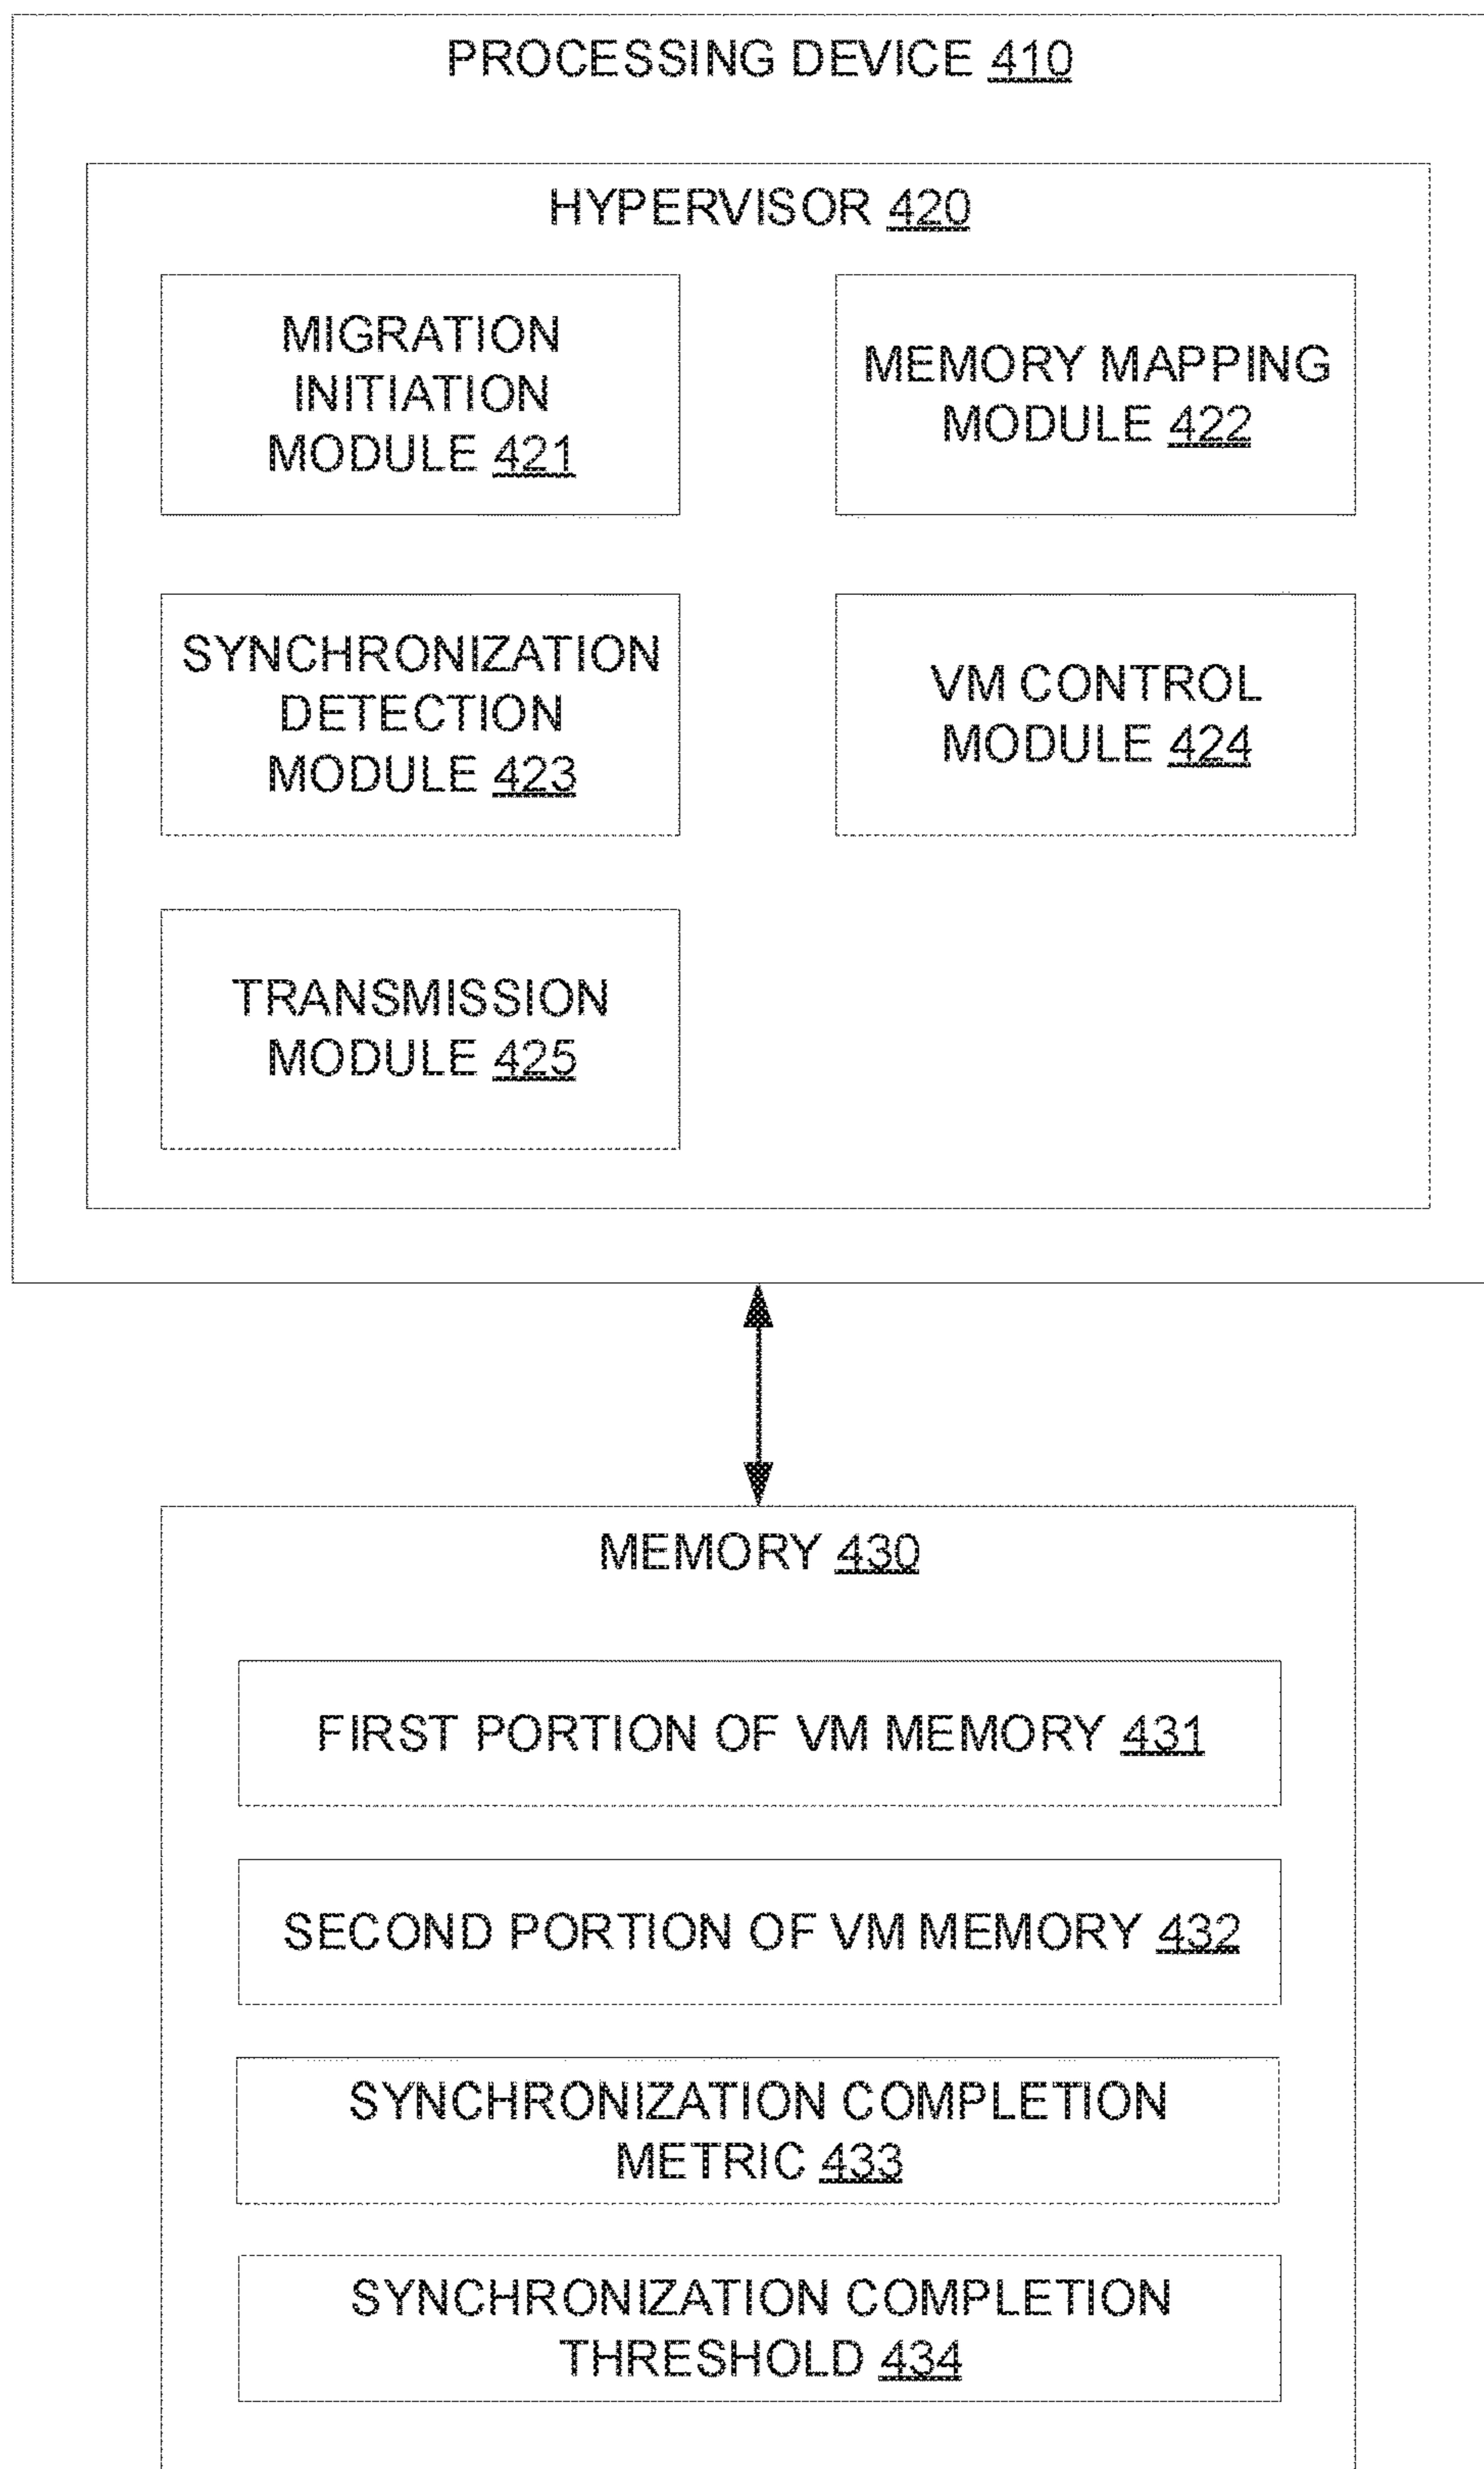 PROCESSING DEVICE 410
HYPERVISOR 420
MIGRATION
INITIATION
MODULE 421
MEMORY MAPPING
MODULE 422
SYNCHRONIZATION
DETECTION
MODULE 423
VM CONTROL
MODULE 424
TRANSMISSION
MODULE 425
MEMORY 430
FIRST PORTION OF VM MEMORY 431
SECOND PORTION OF VM MEMORY 432
SYNCHRONIZATION COMPLETION
METRIC 433
SYNCHRONIZATION COMPLETION
THRESHOLD 434